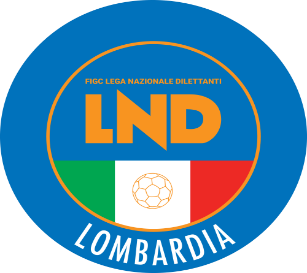 FIGC LEGA NAZIONALE DILETTANTI
LND
LOMBARDIA